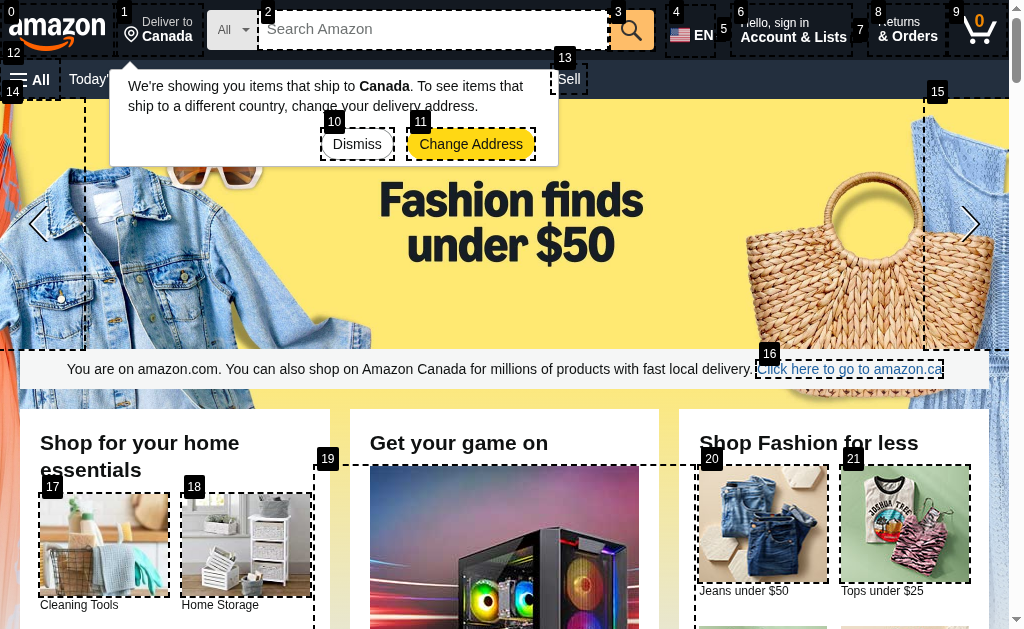 0
1
2
3
4
5
6
7
8
9
amazon
Deliver to
Canada
All
Search Amazon
EN
Hello, sign in
Account & Lists
Returns
& Orders
0
12
13
All
Today'
Sell
14
15
We're showing you items that ship to Canada. To see items that
ship to a different country, change your delivery address.
10
11
Dismiss
Change Address
Fashion finds
under $50
16
You are on amazon.com. You can also shop on Amazon Canada for millions of products with fast local delivery. Click here to go to amazon.ca
Shop for your home
essentials
Get your game on
Shop Fashion for less
17
18
19
20
21
JOSHUA TREE
Cleaning Tools
Home Storage
Jeans under $50
Tops under $25